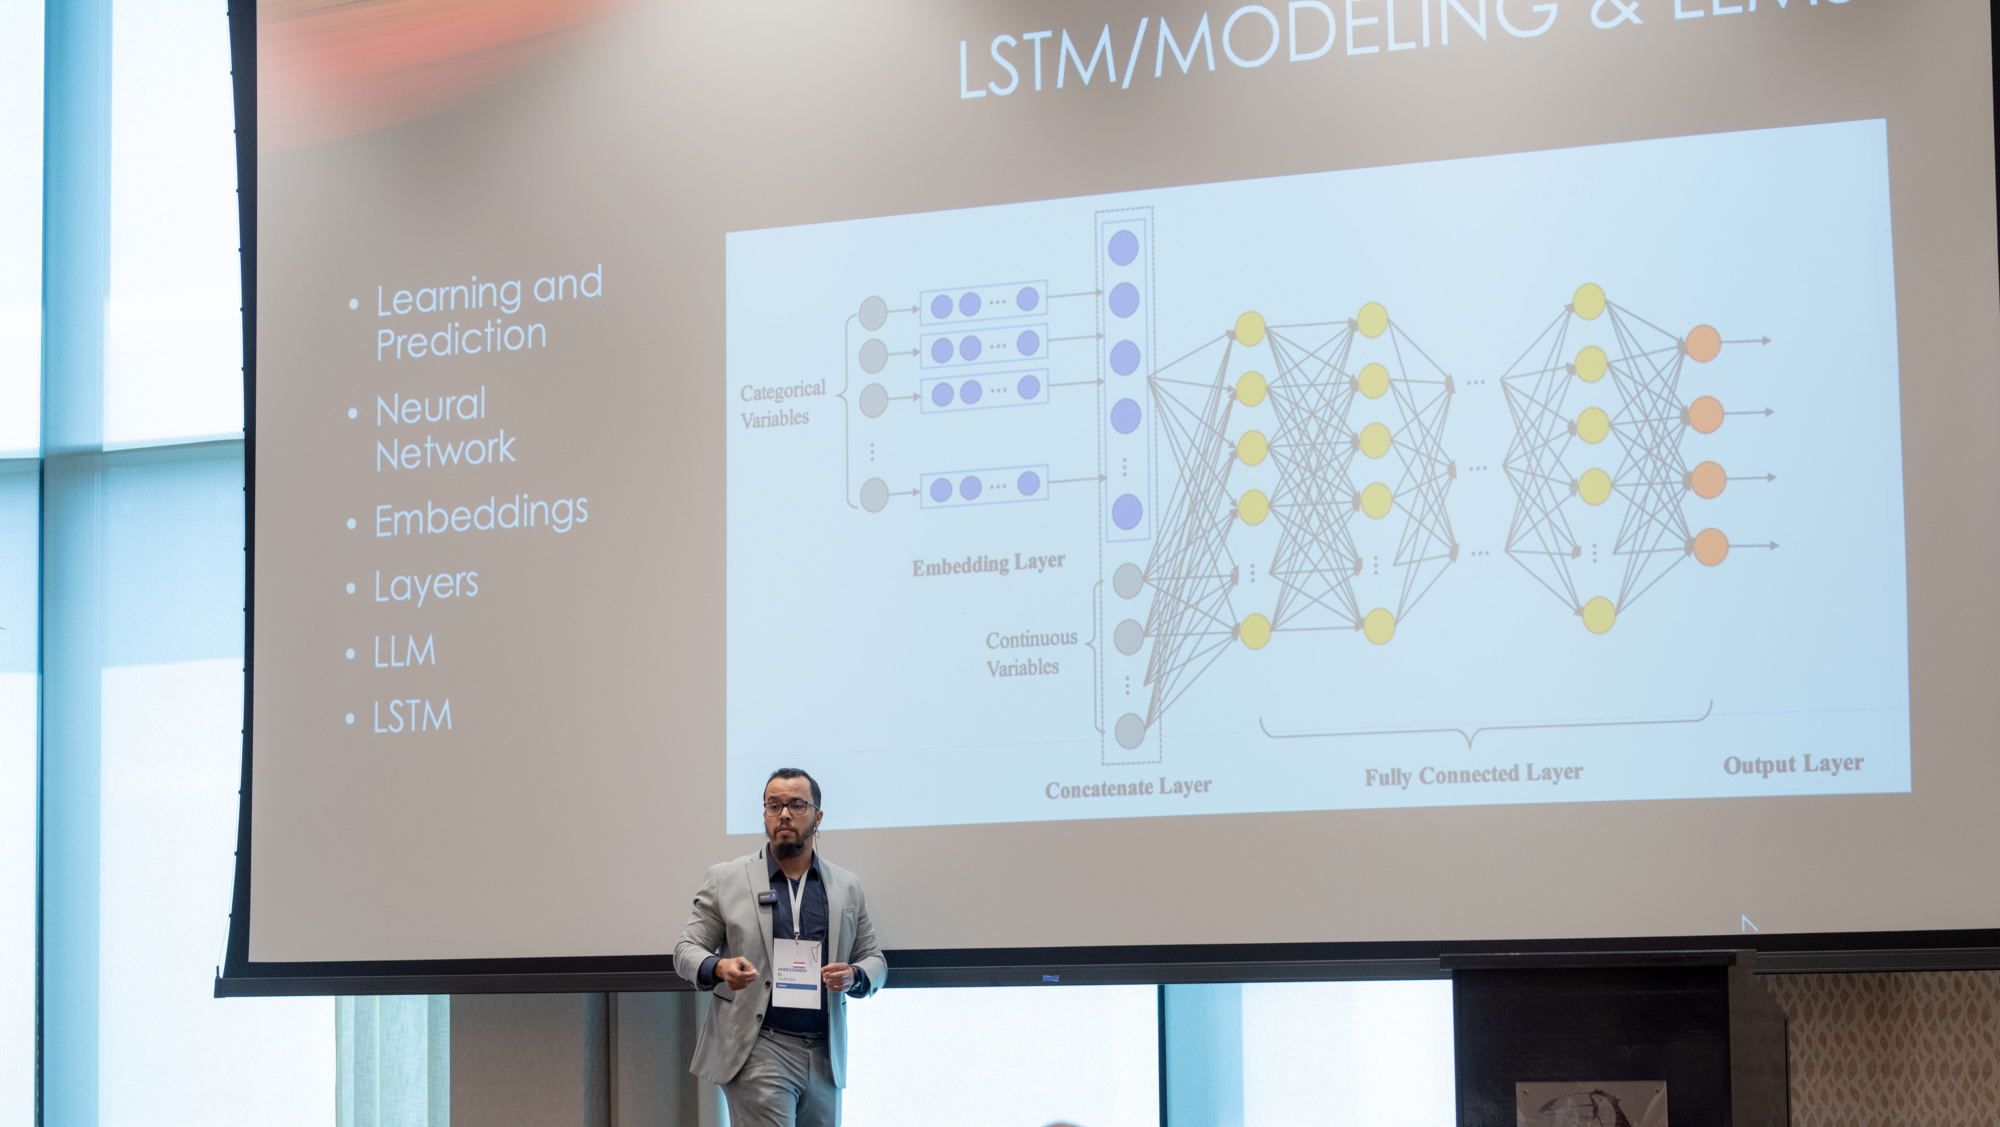 LSTM/MODELING & LLMS
• Learning and
Prediction
• Neural
Network
• Embeddings
• Layers
• LLM
• LSTM
Categorical
Variables
Embedding Layer
Continuous
Variables
Concatenate Layer
Fully Connected Layer
Output Layer